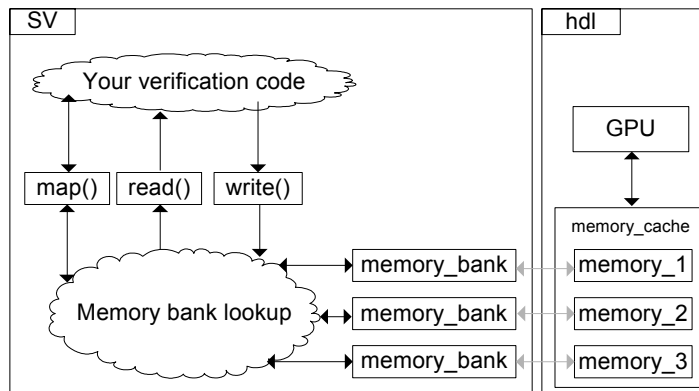 SV
hdl
Your verification code
GPU
map()
read()
write()
memory_cache
memory_bank
memory_1
Memory bank lookup
memory_bank
memory_2
memory_bank
memory_3